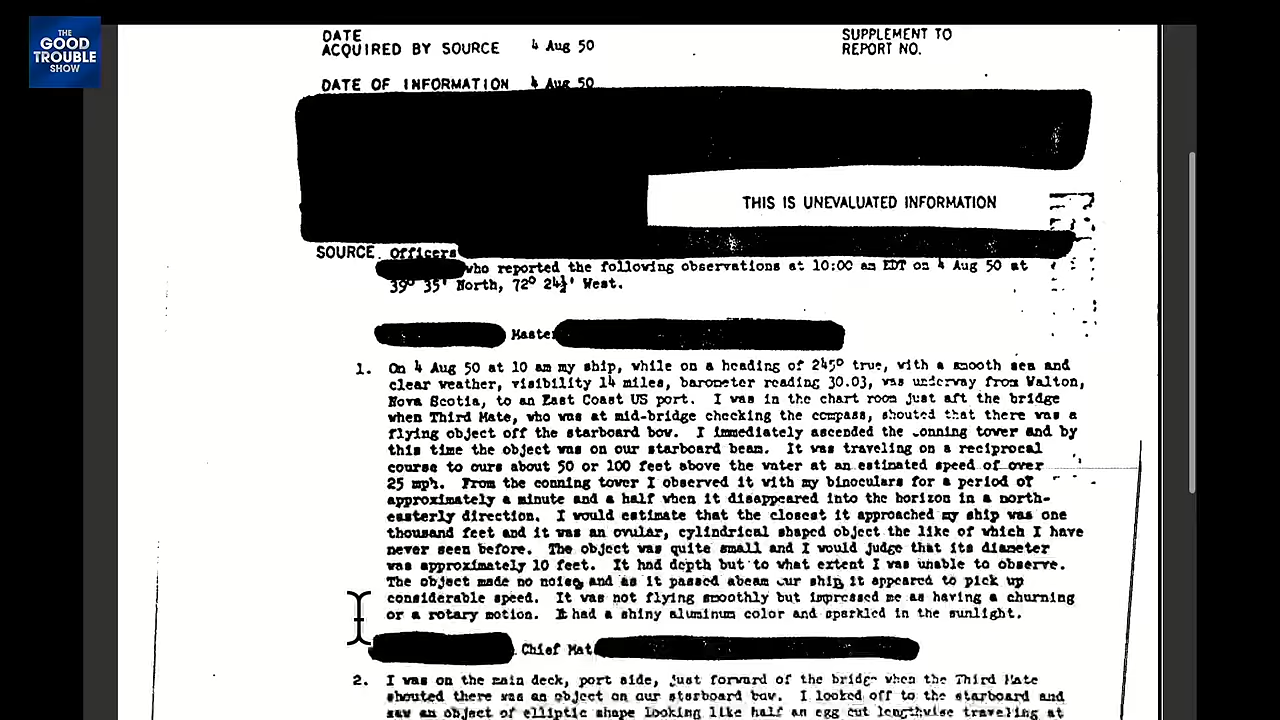 THE
GOOD
TROUBLE
SHOW
DATE
ACQUIRED BY SOURCE 4 Aug 50
SUPPLEMENT TO
REPORT NO.
DATE OF INFORMATION 4 Aug 50
THIS IS UNEVALUATED INFORMATION
SOURCE Officers
who reported the following observations at 10:00 am EDT on 4 Aug 50 at
39° 35' North, 72° 24½' West.
Master
1. On 4 Aug 50 at 10 am my ship, while on a heading of 245° true, with a smooth sea and
clear weather, visibility 14 miles, barometer reading 30.03, was underway from Walton,
Nova Scotia, to an East Coast US port. I was in the chart room just aft the bridge
when Third Mate, who was at mid-bridge checking the compass, shouted that there was a
flying object off the starboard bow. I immediately ascended the conning tower and by
this time the object was on our starboard beam. It was traveling on a reciprocal
course to ours about 50 or 100 feet above the water at an estimated speed of over
25 mph. From the conning tower I observed it with my binoculars for a period of
approximately a minute and a half when it disappeared into the horizon in a north-
easterly direction. I would estimate that the closest it approached my ship was one
thousand feet and it was an ovular, cylindrical shaped object the like of which I have
never seen before. The object was quite small and I would judge that its diameter
was approximately 10 feet. It had depth but to what extent I was unable to observe.
The object made no noise and as it passed abeam our ship it appeared to pick up
considerable speed. It was not flying smoothly but impressed me as having a churning
or a rotary motion. It had a shiny aluminum color and sparkled in the sunlight.
Chief Mat
2. I was on the main deck, port side, just forward of the bridge when the Third Mate
shouted there was an object on our starboard bow. I looked off to the starboard and
saw an object of elliptic shape looking like half an egg cut lengthwise traveling at